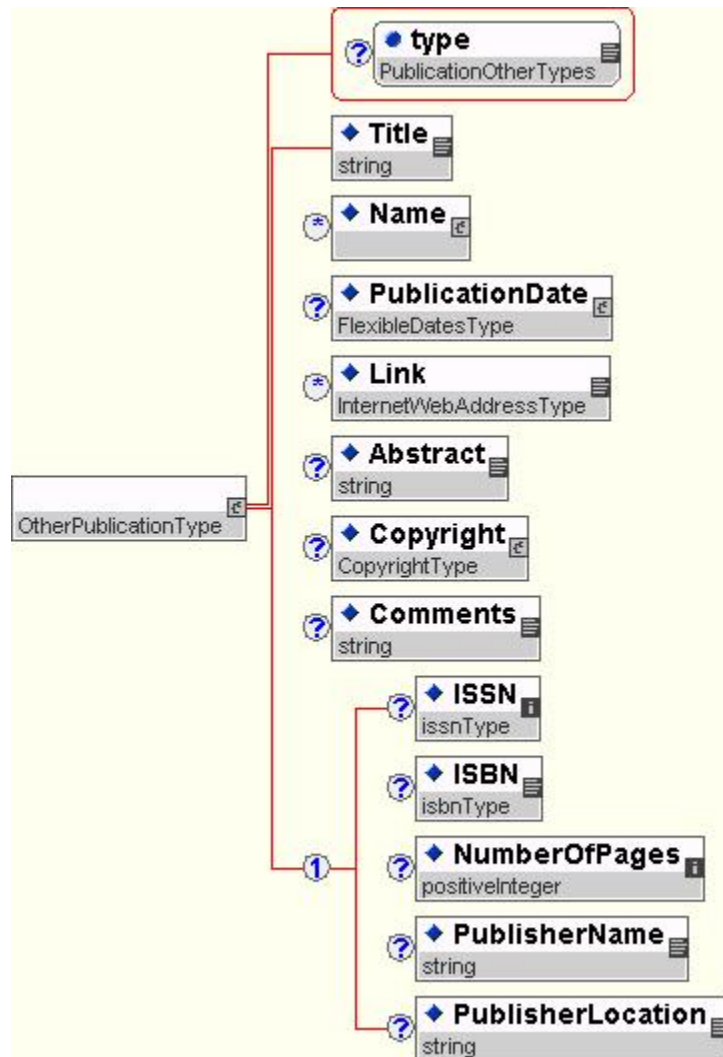 ? type
PublicationOtherTypes
Title
string
* Name
? PublicationDate
FlexibleDatesType
* Link
InternetWebAddressType
? Abstract
string
OtherPublicationType
? Copyright
CopyrightType
? Comments
string
? ISSN
issnType
? ISBN
isbnType
1
? NumberOfPages
positiveInteger
? PublisherName
string
? PublisherLocation
string